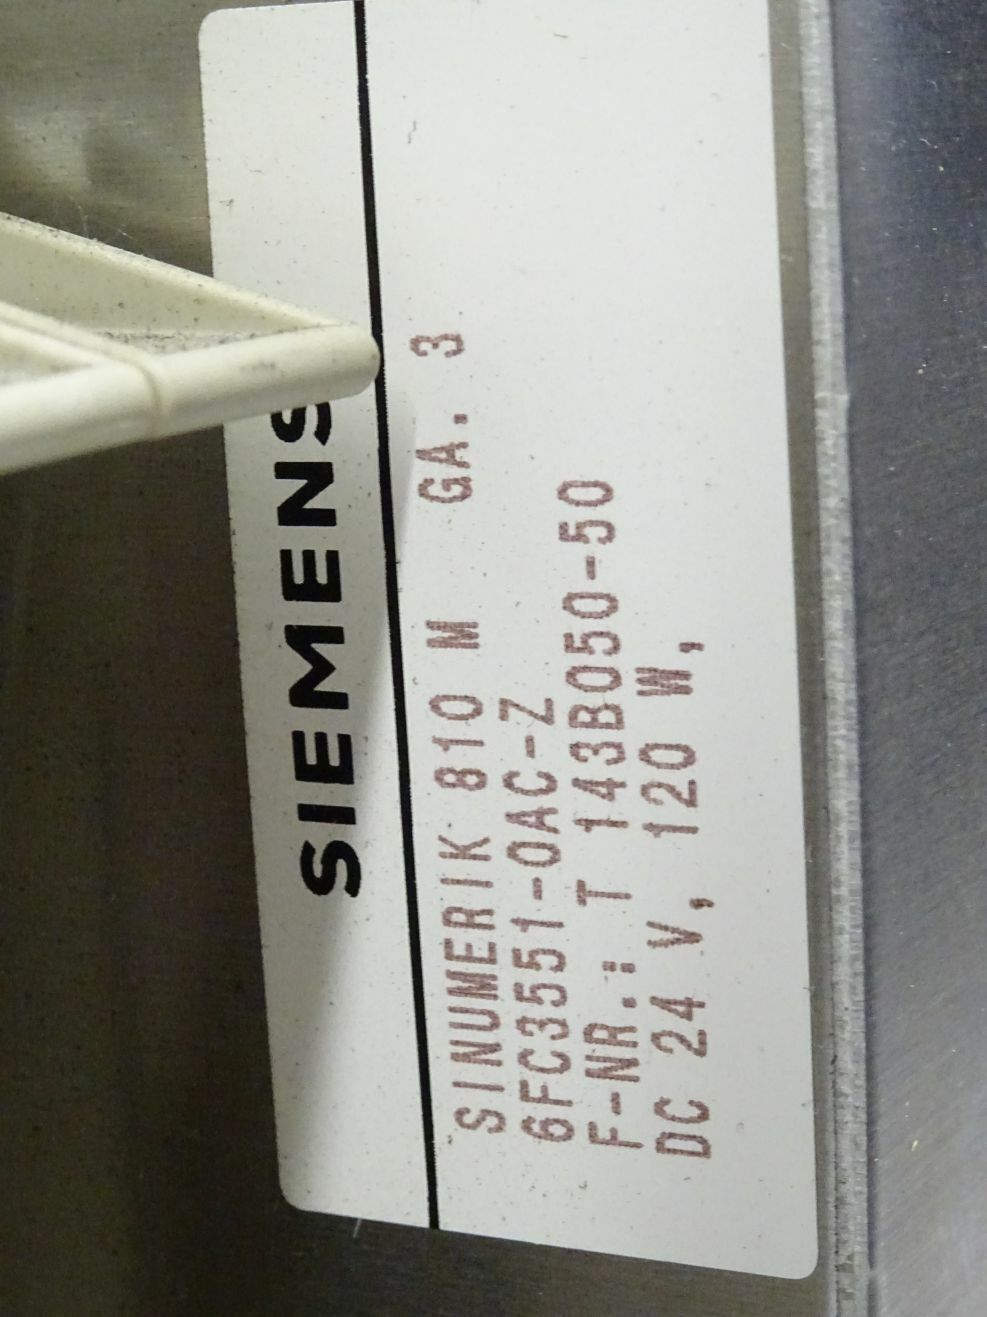 SIEMENS
SINUMERIK 810 M GA. 3
6FC3551-0AC-Z
F-NR.: T 143B050-50
DC 24 V, 120 W,